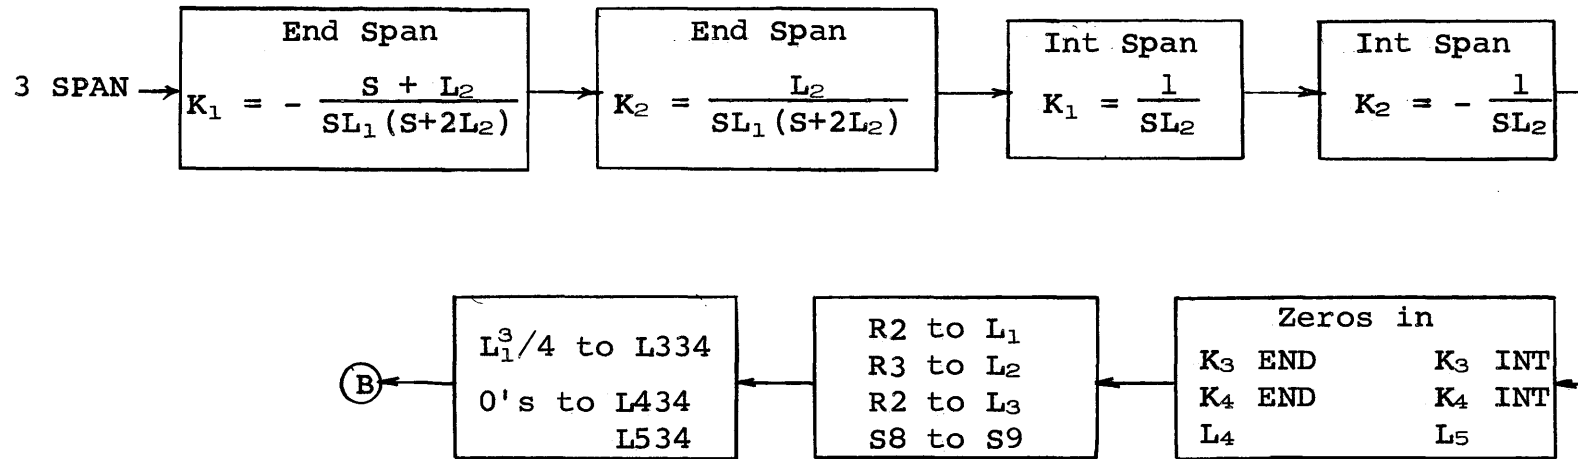 3 SPAN
End Span
K₁ = - S + L₂ / SL₁(S+2L₂)
End Span
K₂ = L₂ / SL₁(S+2L₂)
Int Span
K₁ = 1 / SL₂
Int Span
K₂ = - 1 / SL₂
Zeros in
K₃ END K₃ INT
K₄ END K₄ INT
L₄ L₅
R2 to L₁
R3 to L₂
R2 to L₃
S8 to S9
L₁³/4 to L334
0's to L434
L534
B